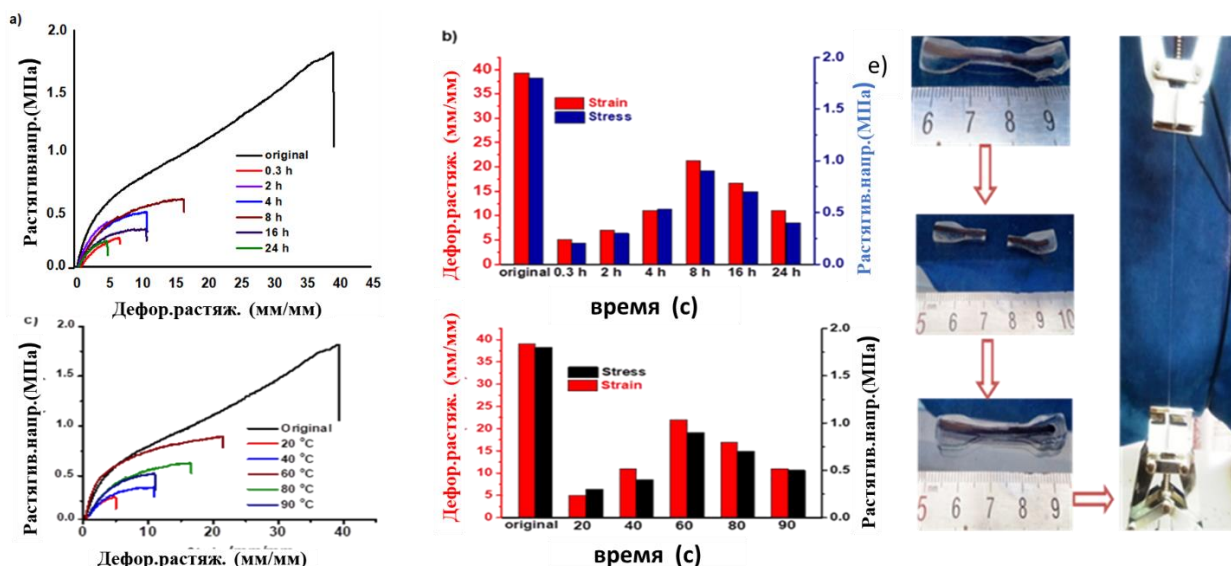 a)
Растягивнапр.(МПа)
2.0
1.5
1.0
0.5
0.0
original
0.3 h
2 h
4 h
8 h
16 h
24 h
0 5 10 15 20 25 30 35 40 45
Дефор.растяж. (мм/мм)
b)
Дефор.растяж. (мм/мм)
40
35
30
25
20
15
10
5
0
Strain
Stress
2.0
1.5
1.0
0.5
0.0
Растягив.напр.(МПа)
original 0.3 h 2 h 4 h 8 h 16 h 24 h
время (с)
c)
Растягив.напр.(МПа)
2.0
1.5
1.0
0.5
0.0
Original
20 °C
40 °C
60 °C
80 °C
90 °C
0 5 10 15 20 25 30 35 40 45
Дефор.растяж. (мм/мм)
Дефор.растяж. (мм/мм)
40
35
30
25
20
15
10
5
0
Stress
Strain
2.0
1.5
1.0
0.5
0.0
Растягив.напр.(МПа)
original 20 40 60 80 90
время (с)
e)
6 7 8 9
5 6 7 8 9 10
5 6 7 8 9